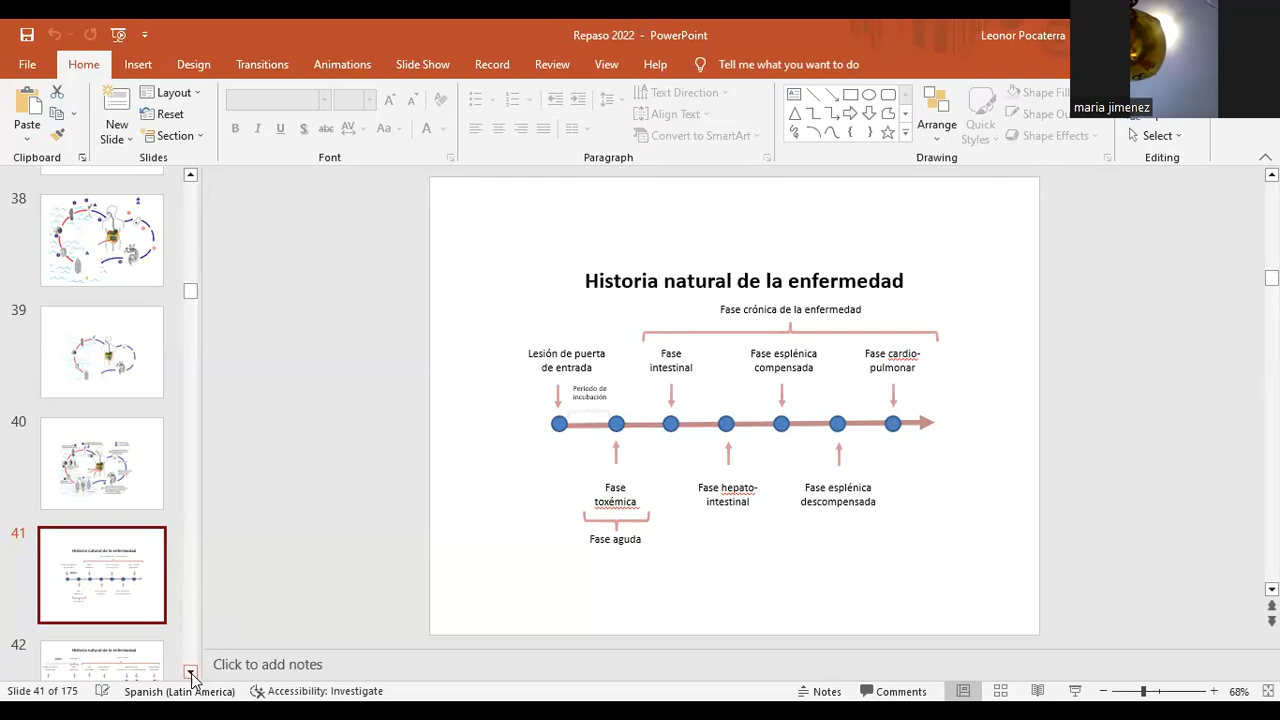 Repaso 2022 - PowerPoint
Leonor Pocaterra
File Home Insert Design Transitions Animations Slide Show Record Review View Help Tell me what you want to do
maria jimenez
Paste
New
Slide
Layout
Reset
Section
Text Direction
Align Text
Convert to SmartArt
Arrange
Quick
Styles
Shape Fill
Shape Effects
Select
Clipboard Slides Font Paragraph Drawing Editing
38
39
40
41
42
Historia natural de la enfermedad
Fase crónica de la enfermedad
Lesión de puerta
de entrada
Fase
intestinal
Fase esplénica
compensada
Fase cardio-
pulmonar
Período de
incubación
Fase
toxémica
Fase hepato-
intestinal
Fase esplénica
descompensada
Fase aguda
Click to add notes
Slide 41 of 175 Spanish (Latin America) Accessibility: Investigate Notes Comments 68%